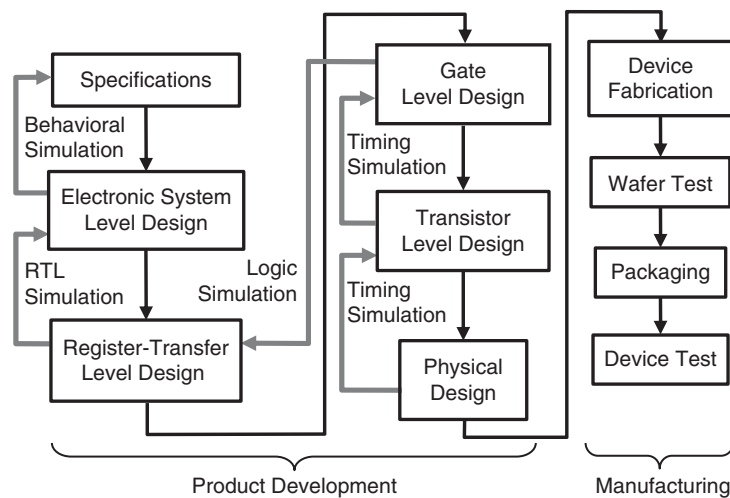 Specifications
Behavioral
Simulation
Electronic System
Level Design
RTL
Simulation
Register-Transfer
Level Design
Logic
Simulation
Gate
Level Design
Timing
Simulation
Transistor
Level Design
Timing
Simulation
Physical
Design
Device
Fabrication
Wafer Test
Packaging
Device Test
Product Development
Manufacturing